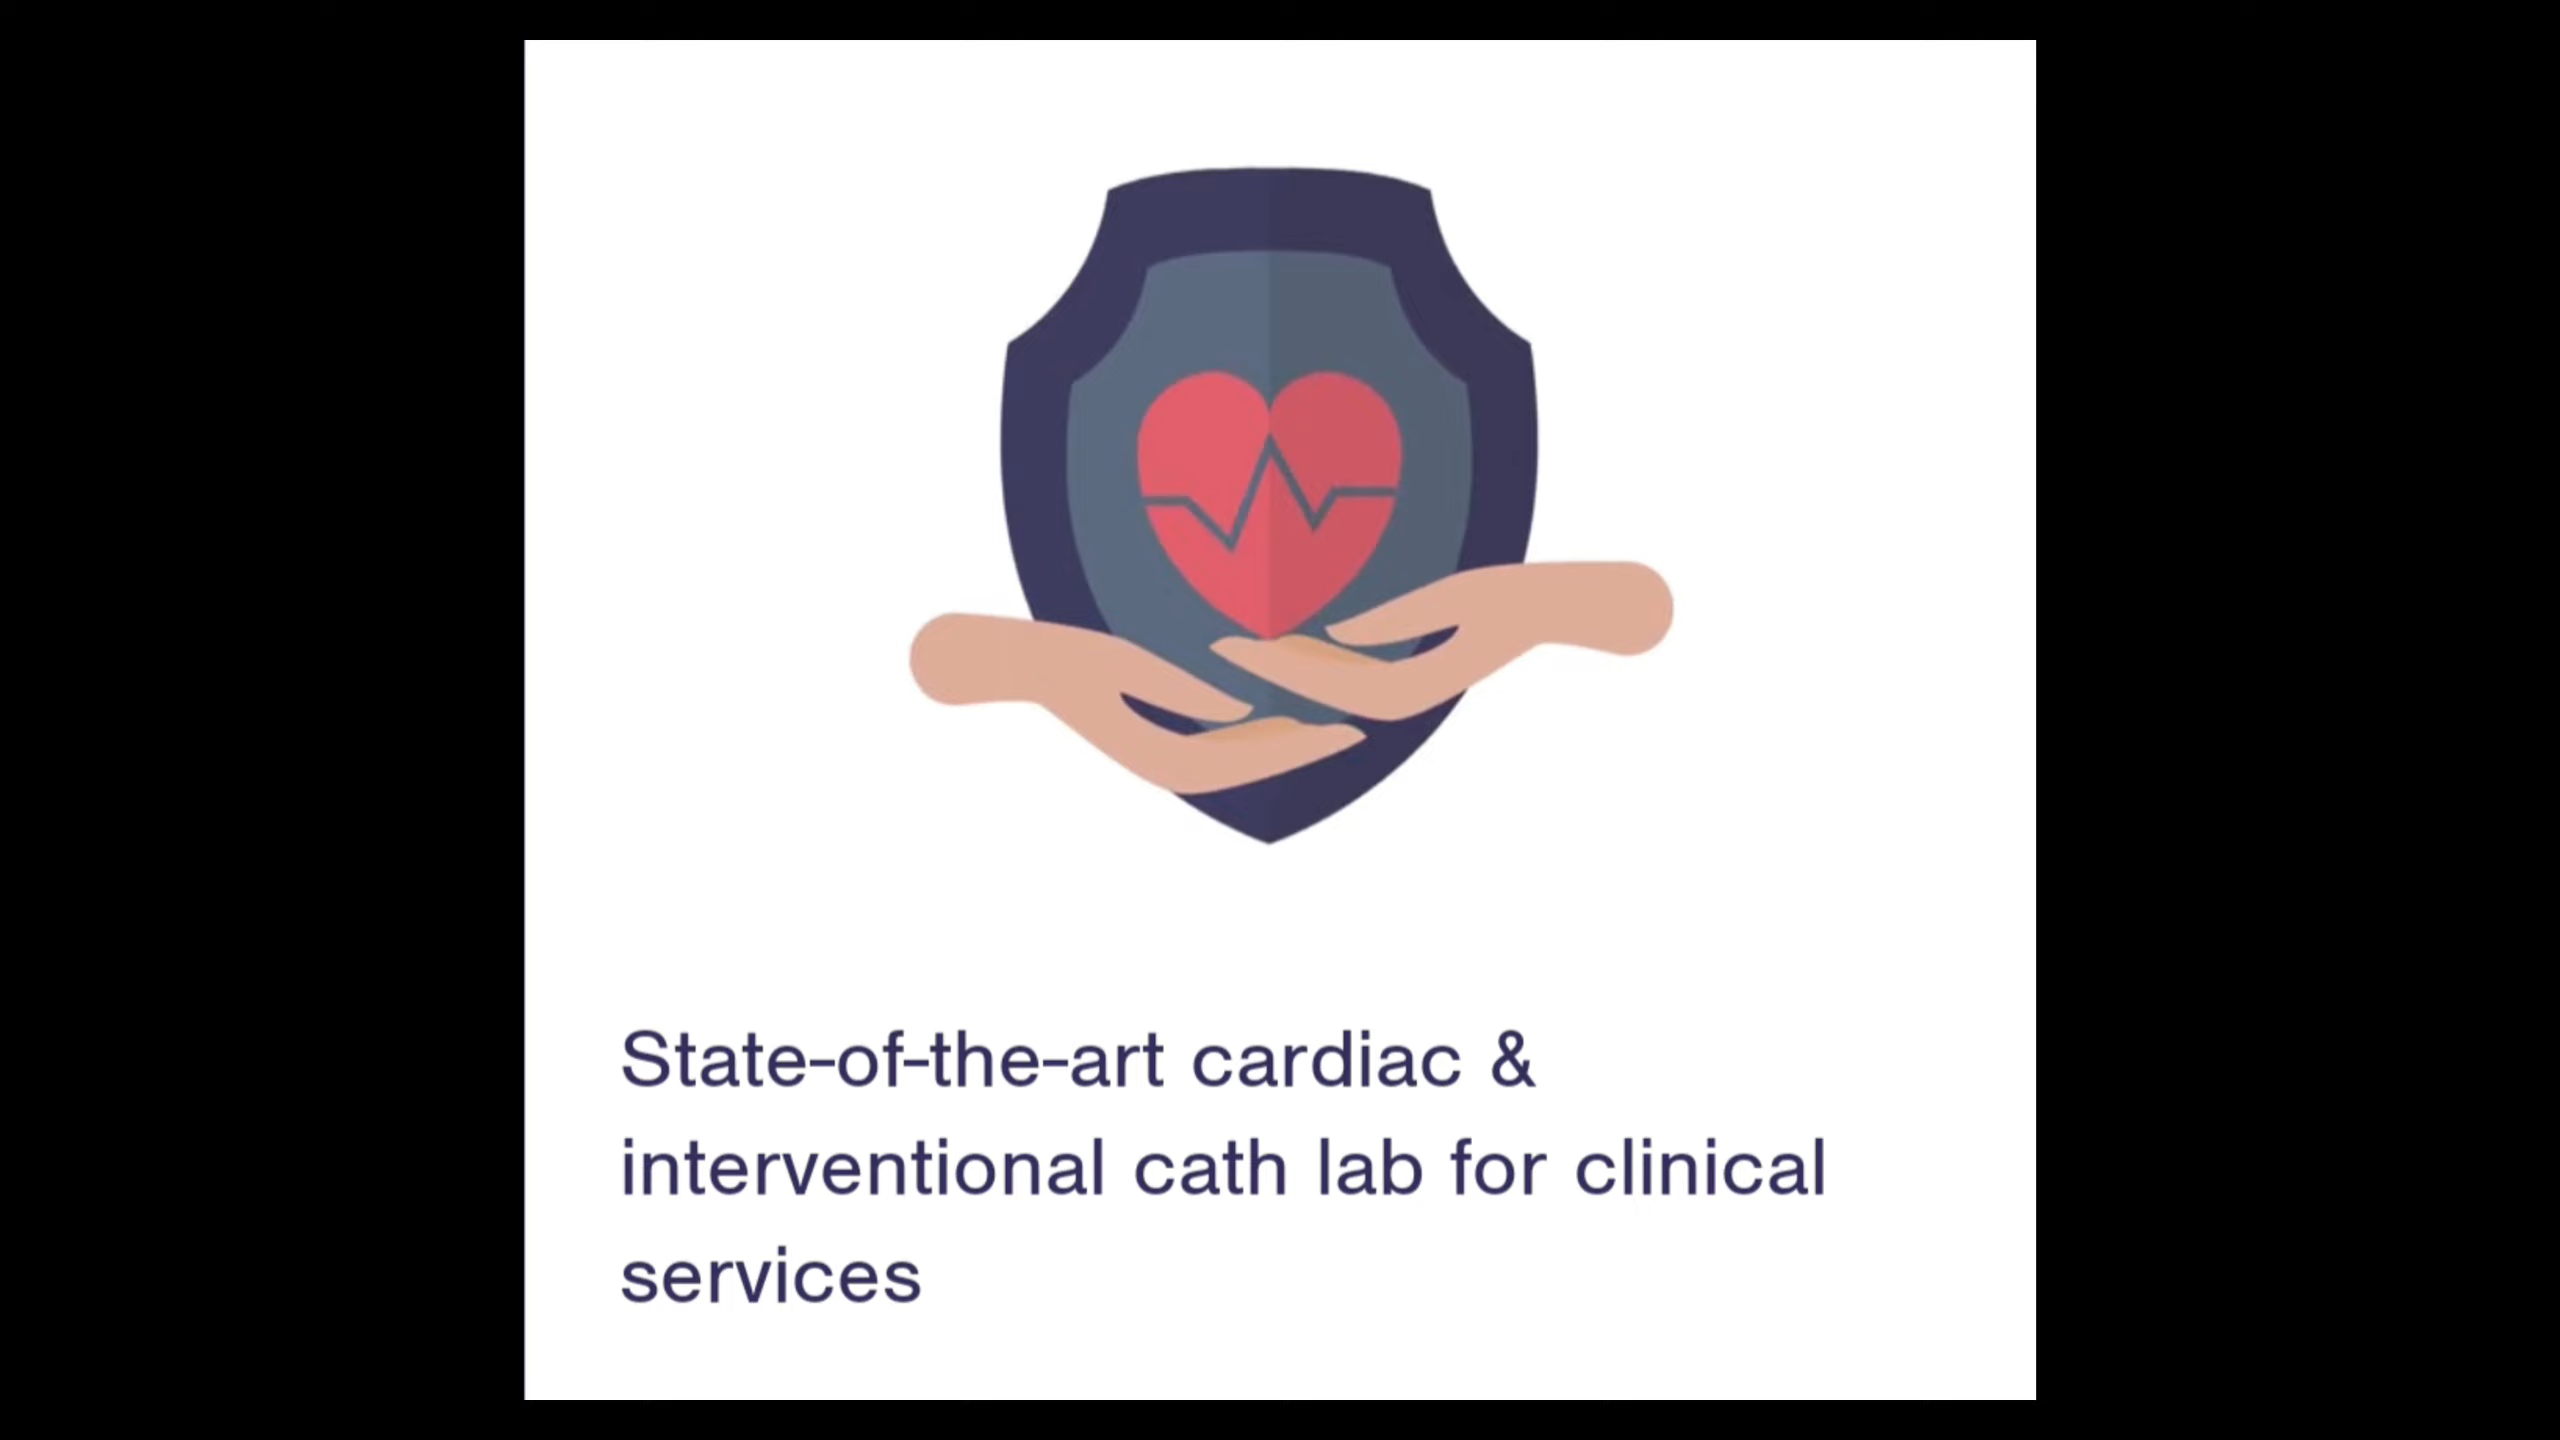 State-of-the-art cardiac &
interventional cath lab for clinical
services